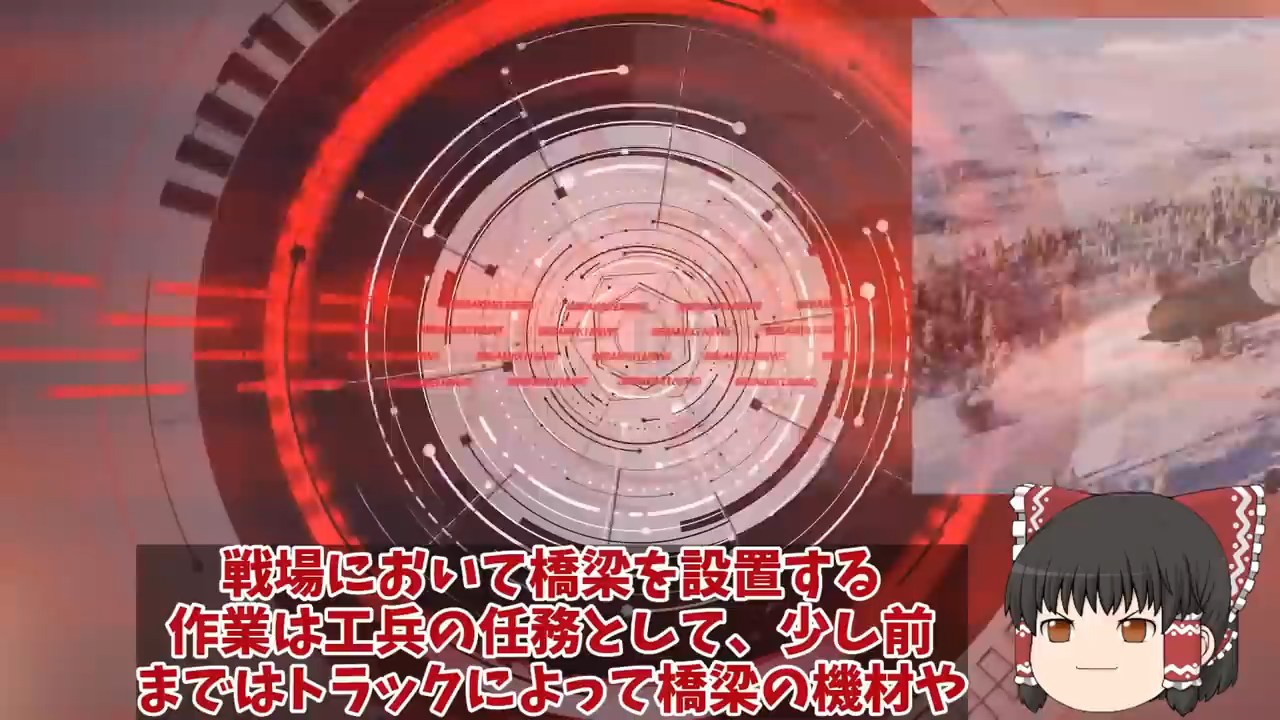 戦場において橋梁を設置する
作業は工兵の任務として、少し前
まではトラックによって橋梁の機材や